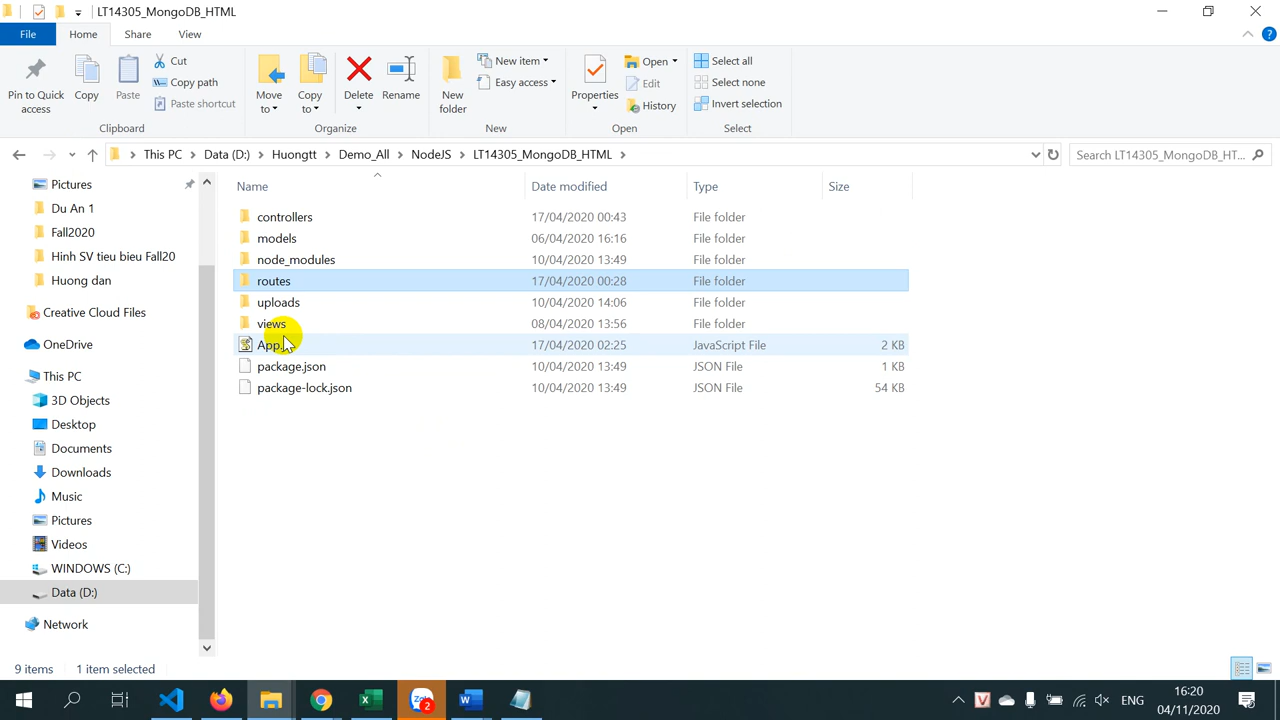 LT14305_MongoDB_HTML
File Home Share View
Pin to Quick access
Copy
Paste
Cut
Copy path
Paste shortcut
Clipboard
Move to
Copy to
Delete
Rename
Organize
New folder
New item
Easy access
New
Properties
Open
Edit
History
Open
Select all
Select none
Invert selection
Select
This PC > Data (D:) > Huongtt > Demo_All > NodeJS > LT14305_MongoDB_HTML >
Search LT14305_MongoDB_HT...
Pictures
Du An 1
Fall2020
Hinh SV tieu bieu Fall20
Huong dan
Creative Cloud Files
OneDrive
This PC
3D Objects
Desktop
Documents
Downloads
Music
Pictures
Videos
WINDOWS (C:)
Data (D:)
Network
Name Date modified Type Size
controllers 17/04/2020 00:43 File folder
models 06/04/2020 16:16 File folder
node_modules 10/04/2020 13:49 File folder
routes 17/04/2020 00:28 File folder
uploads 10/04/2020 14:06 File folder
views 08/04/2020 13:56 File folder
17/04/2020 02:25 JavaScript File 2 KB
package.json 10/04/2020 13:49 JSON File 1 KB
package-lock.json 10/04/2020 13:49 JSON File 54 KB
9 items 1 item selected
2
V
ENG
16:20
04/11/2020